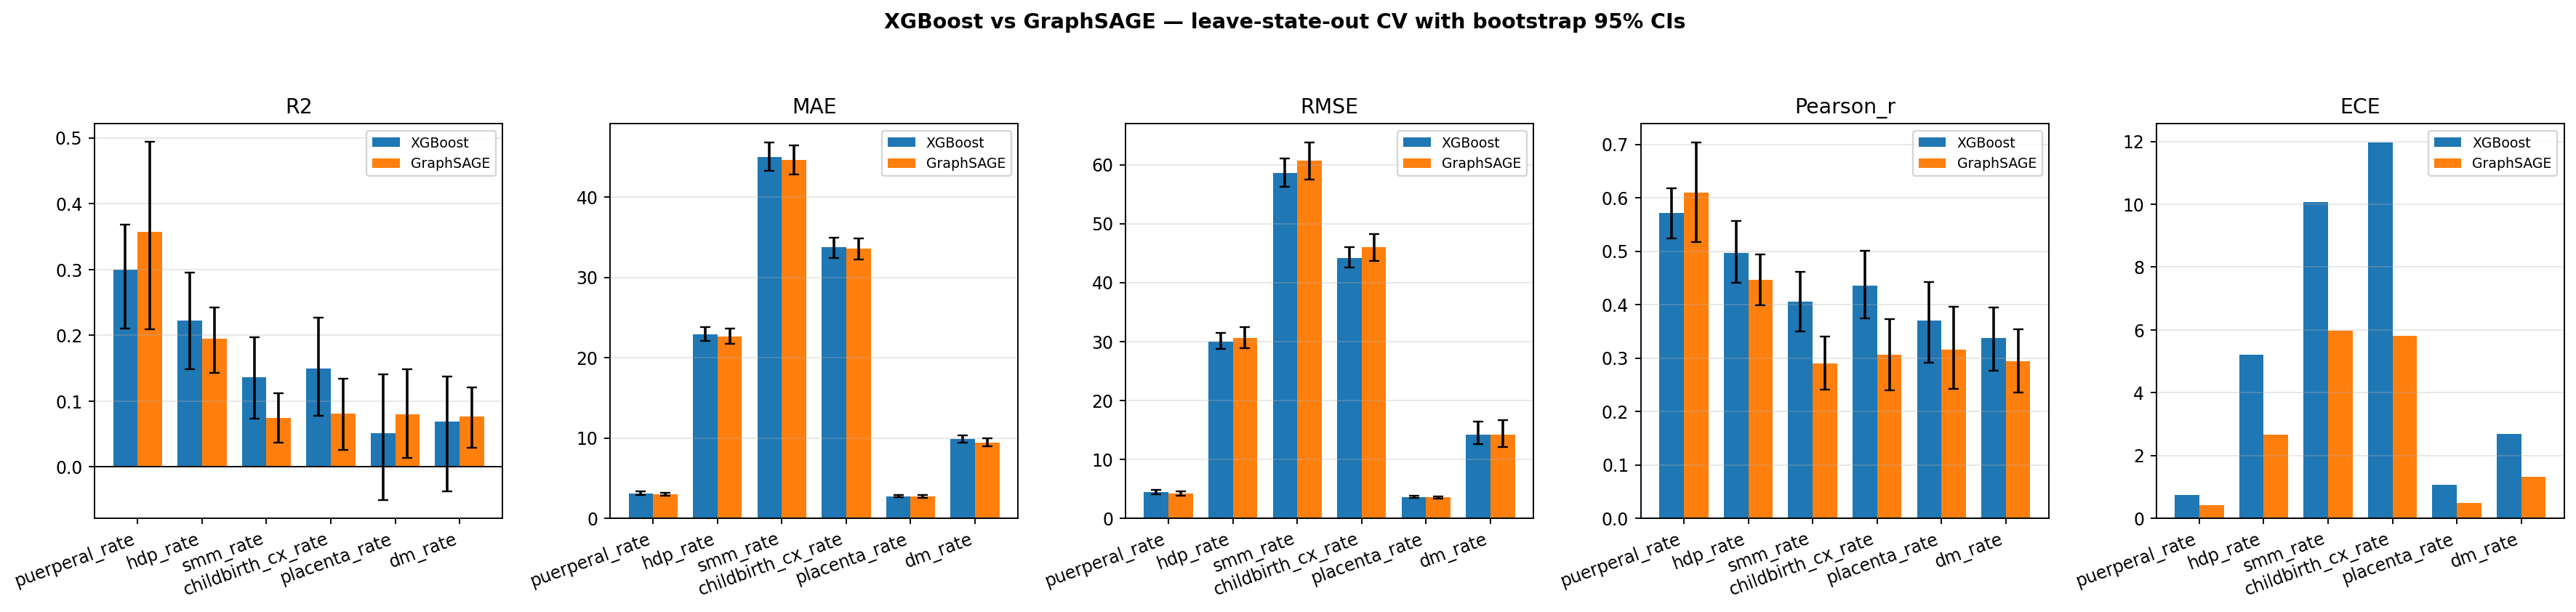 XGBoost vs GraphSAGE — leave-state-out CV with bootstrap 95% CIs
R2
XGBoost
GraphSAGE
0.5
0.4
0.3
0.2
0.1
0.0
puerperal_rate
hdp_rate
smm_rate
childbirth_cx_rate
placenta_rate
dm_rate
MAE
XGBoost
GraphSAGE
40
30
20
10
0
puerperal_rate
hdp_rate
smm_rate
childbirth_cx_rate
placenta_rate
dm_rate
RMSE
XGBoost
GraphSAGE
60
50
40
30
20
10
0
puerperal_rate
hdp_rate
smm_rate
childbirth_cx_rate
placenta_rate
dm_rate
Pearson_r
XGBoost
GraphSAGE
0.7
0.6
0.5
0.4
0.3
0.2
0.1
0.0
puerperal_rate
hdp_rate
smm_rate
childbirth_cx_rate
placenta_rate
dm_rate
ECE
XGBoost
GraphSAGE
12
10
8
6
4
2
0
puerperal_rate
hdp_rate
smm_rate
childbirth_cx_rate
placenta_rate
dm_rate